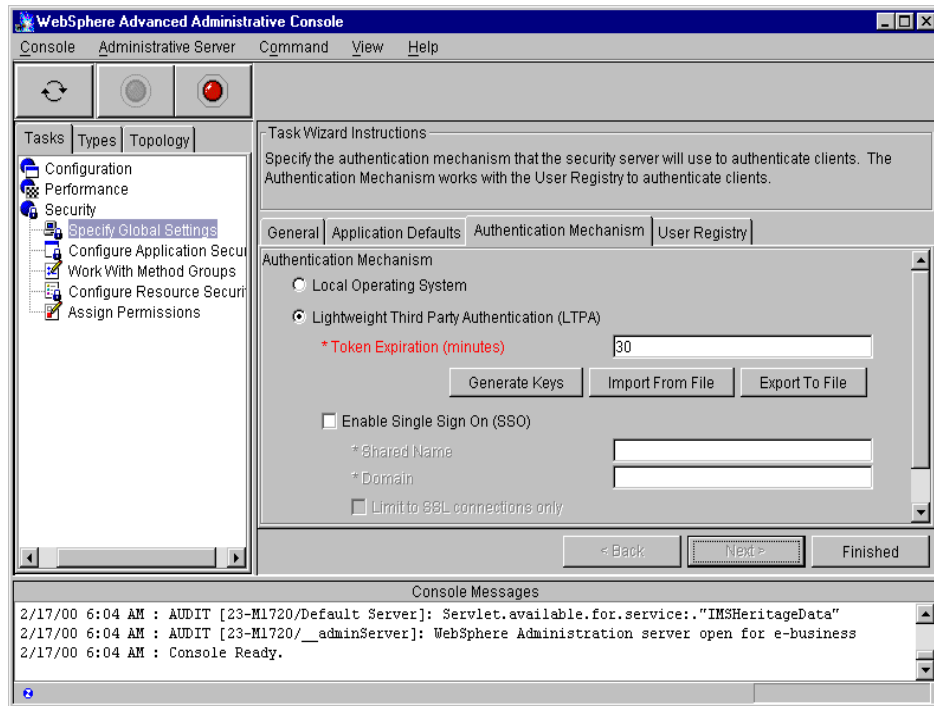 WebSphere Advanced Administrative Console
Console Administrative Server Command View Help
Tasks Types Topology
Configuration
Performance
Security
Specify Global Settings
Configure Application Secur
Work With Method Groups
Configure Resource Securit
Assign Permissions
Task Wizard Instructions
Specify the authentication mechanism that the security server will use to authenticate clients. The
Authentication Mechanism works with the User Registry to authenticate clients.
General Application Defaults Authentication Mechanism User Registry
Authentication Mechanism
Local Operating System
Lightweight Third Party Authentication (LTPA)
* Token Expiration (minutes) 30
Generate Keys Import From File Export To File
Enable Single Sign On (SSO)
* Shared Name
* Domain
Limit to SSL connections only
< Back Next > Finished
Console Messages
2/17/00 6:04 AM : AUDIT [23-M1720/Default Server]: Servlet.available.for.service:."IMSHeritageData"
2/17/00 6:04 AM : AUDIT [23-M1720/__adminServer]: WebSphere Administration server open for e-business
2/17/00 6:04 AM : Console Ready.